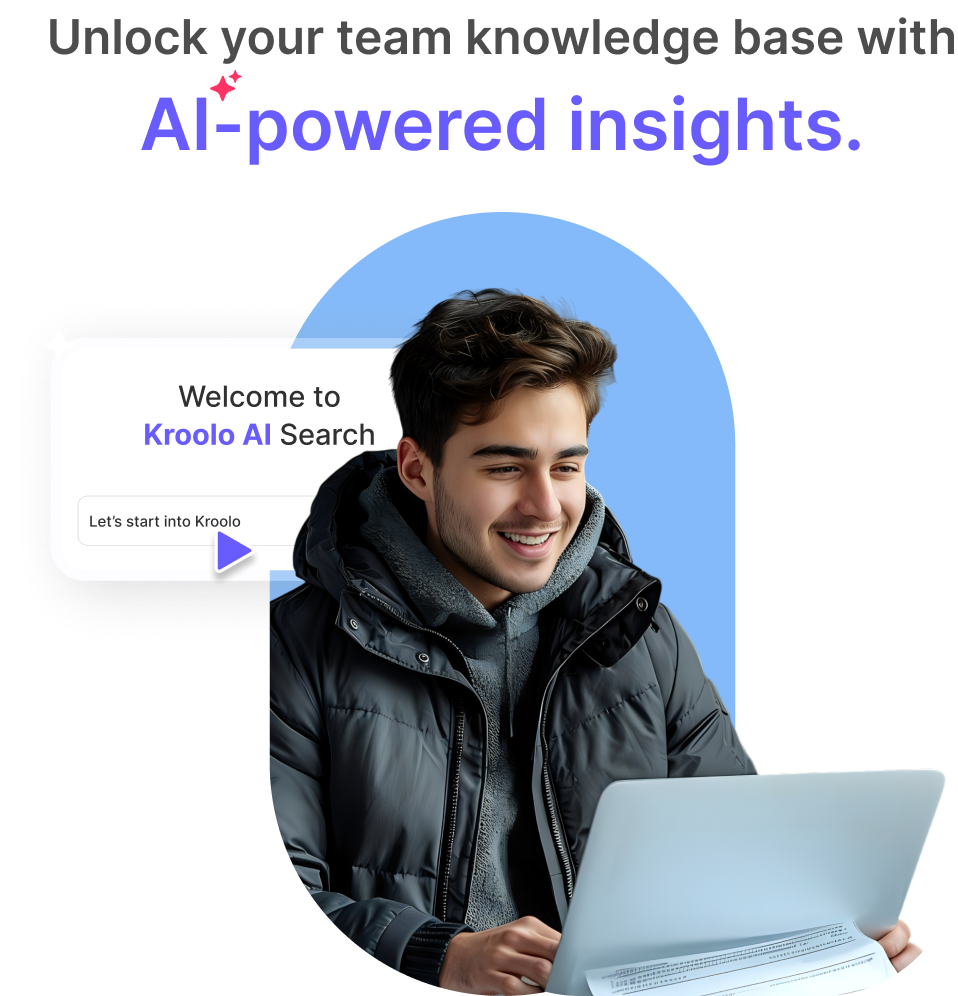 Unlock your team knowledge base with
AI-powered insights.
Welcome to
Kroolo AI Search
Let's start into Kroolo